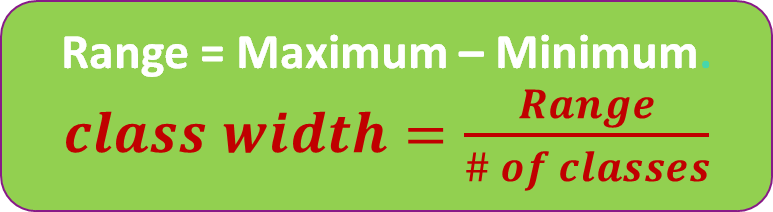 Range = Maximum – Minimum.
class width = Range / # of classes